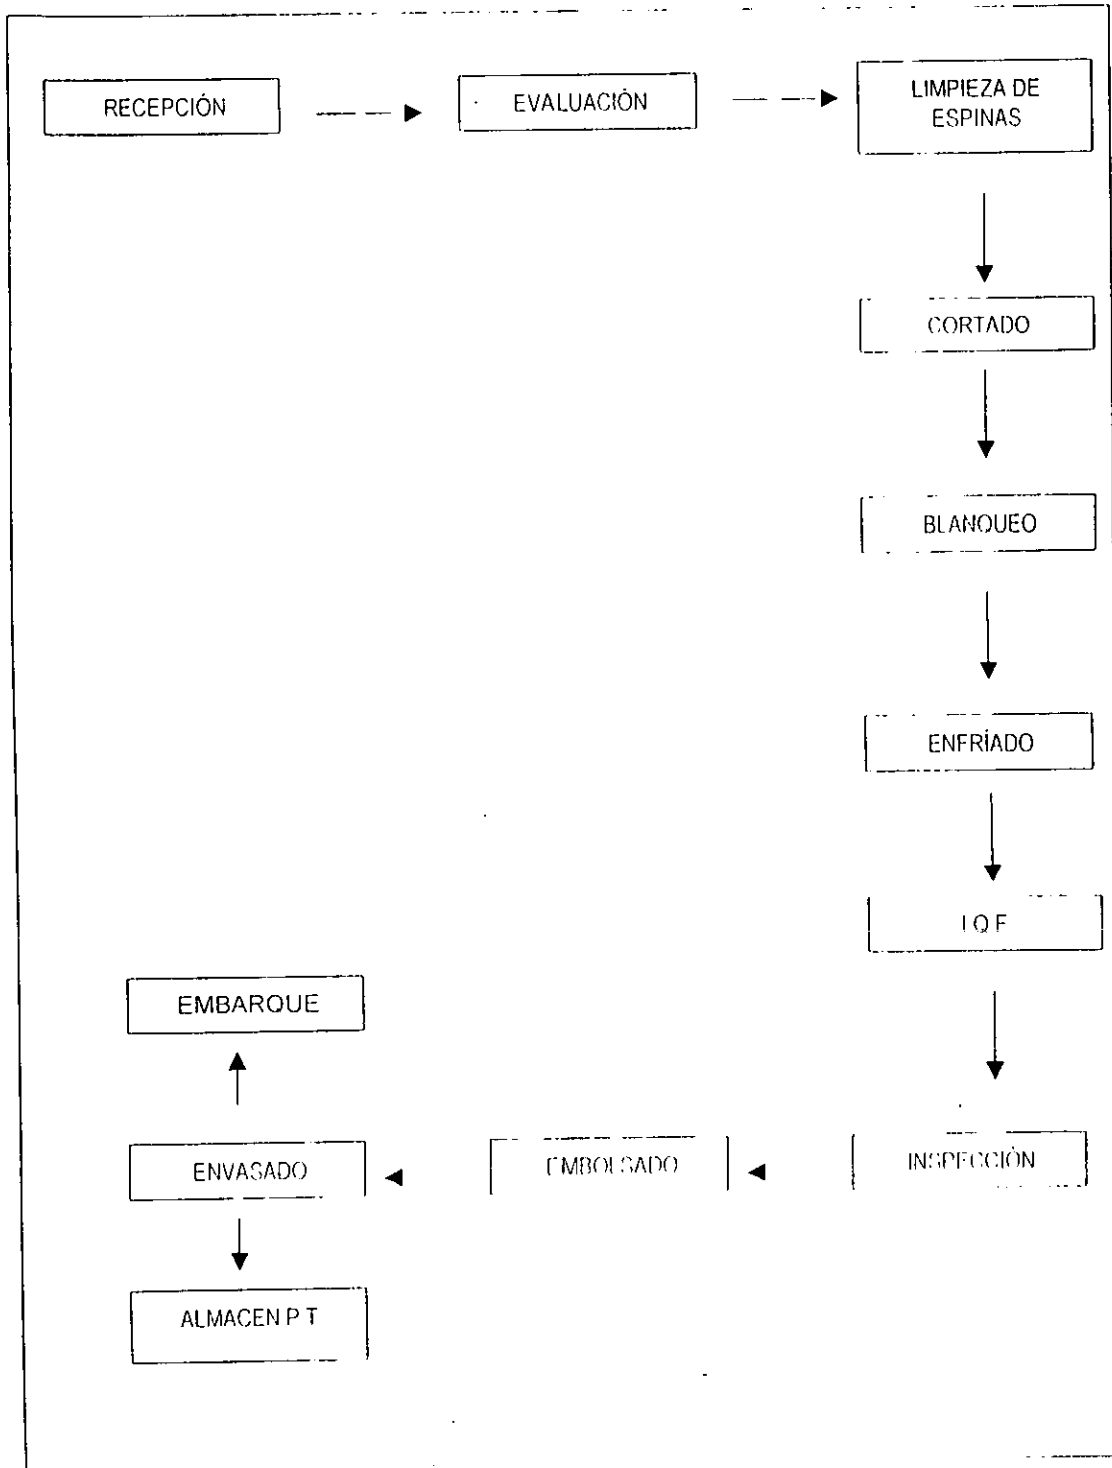 RECEPCIÓN
EVALUACIÓN
LIMPIEZA DE
ESPINAS
CORTADO
BLANQUEO
ENFRÍADO
I Q F
INSPECCIÓN
EMBOLSADO
ENVASADO
EMBARQUE
ALMACEN P T